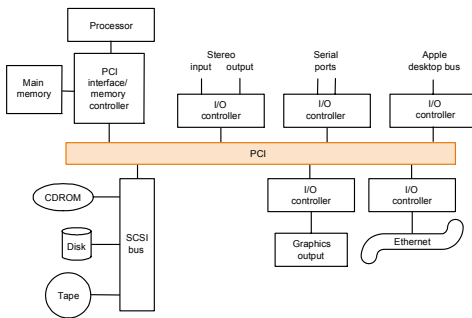 Processor
PCI
interface/
memory
controller
Main
memory
Stereo
input output
I/O
controller
Serial
ports
I/O
controller
Apple
desktop bus
I/O
controller
PCI
CDROM
Disk
Tape
SCSI
bus
I/O
controller
Graphics
output
I/O
controller
Ethernet